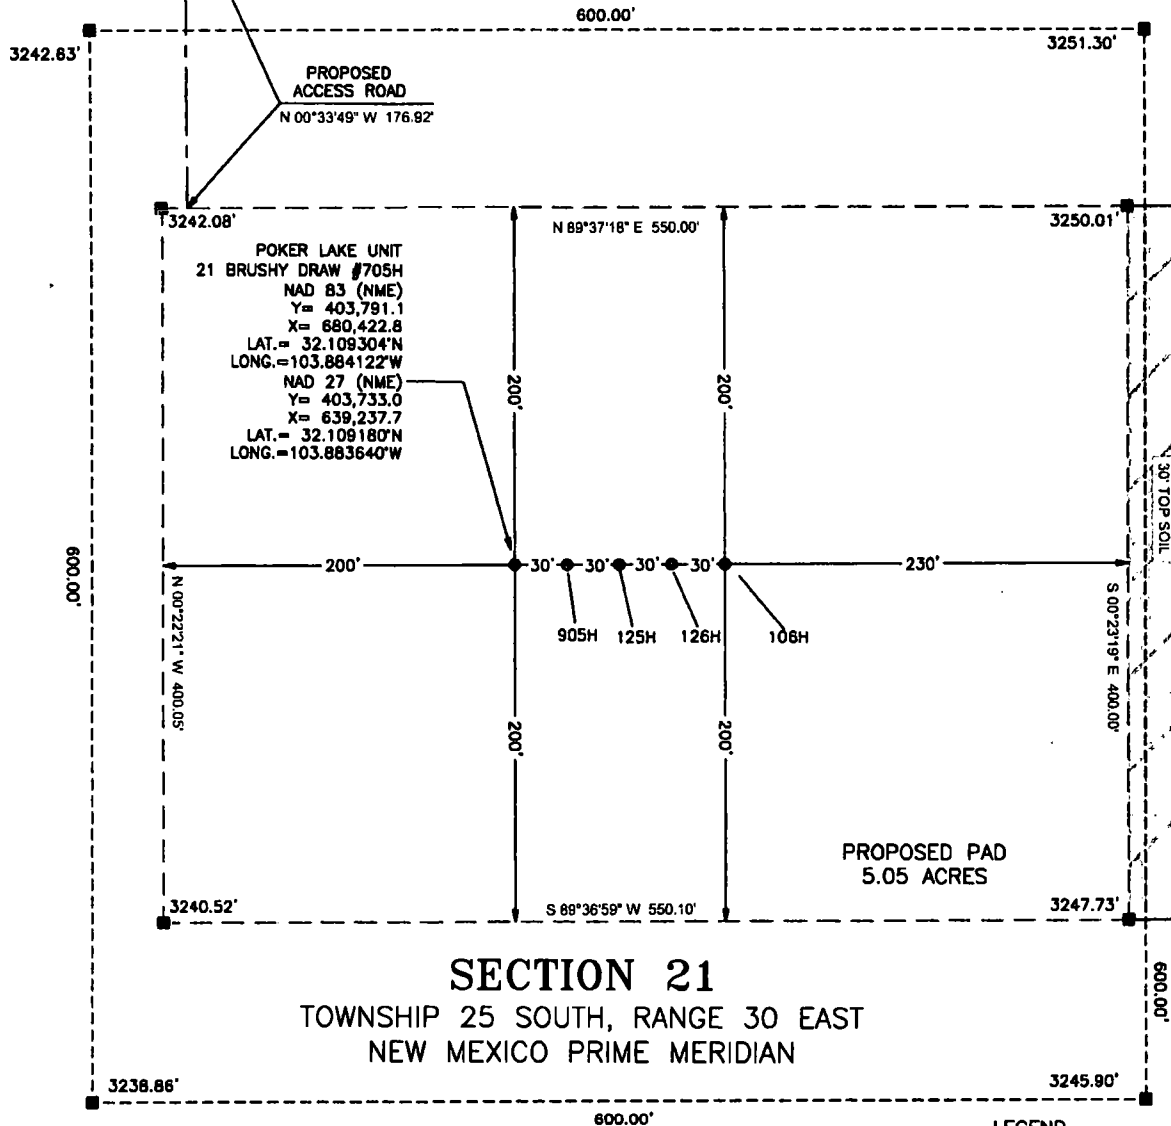 600.00'
3242.63'
3251.30'
PROPOSED
ACCESS ROAD
N 00°33'49" W 176.92'
3242.08'
N 89°37'18" E 550.00'
3250.01'
POKER LAKE UNIT
21 BRUSHY DRAW #705H
NAD 83 (NME)
Y= 403,791.1
X= 680,422.8
LAT.= 32.109304°N
LONG.=103.884122°W
NAD 27 (NME)
Y= 403,733.0
X= 639,237.7
LAT.= 32.109180°N
LONG.=103.883640°W
200'
200'
30' TOP SOIL
600.00'
200'
30'
30'
30'
30'
230'
N 00°22'21" W 400.05'
905H
125H
126H
106H
S 00°23'19" E 400.00'
200'
200'
PROPOSED PAD
5.05 ACRES
3240.52'
S 89°36'59" W 550.10'
3247.73'
SECTION 21
TOWNSHIP 25 SOUTH, RANGE 30 EAST
NEW MEXICO PRIME MERIDIAN
600.00'
3238.86'
3245.90'
600.00'
LEGEND